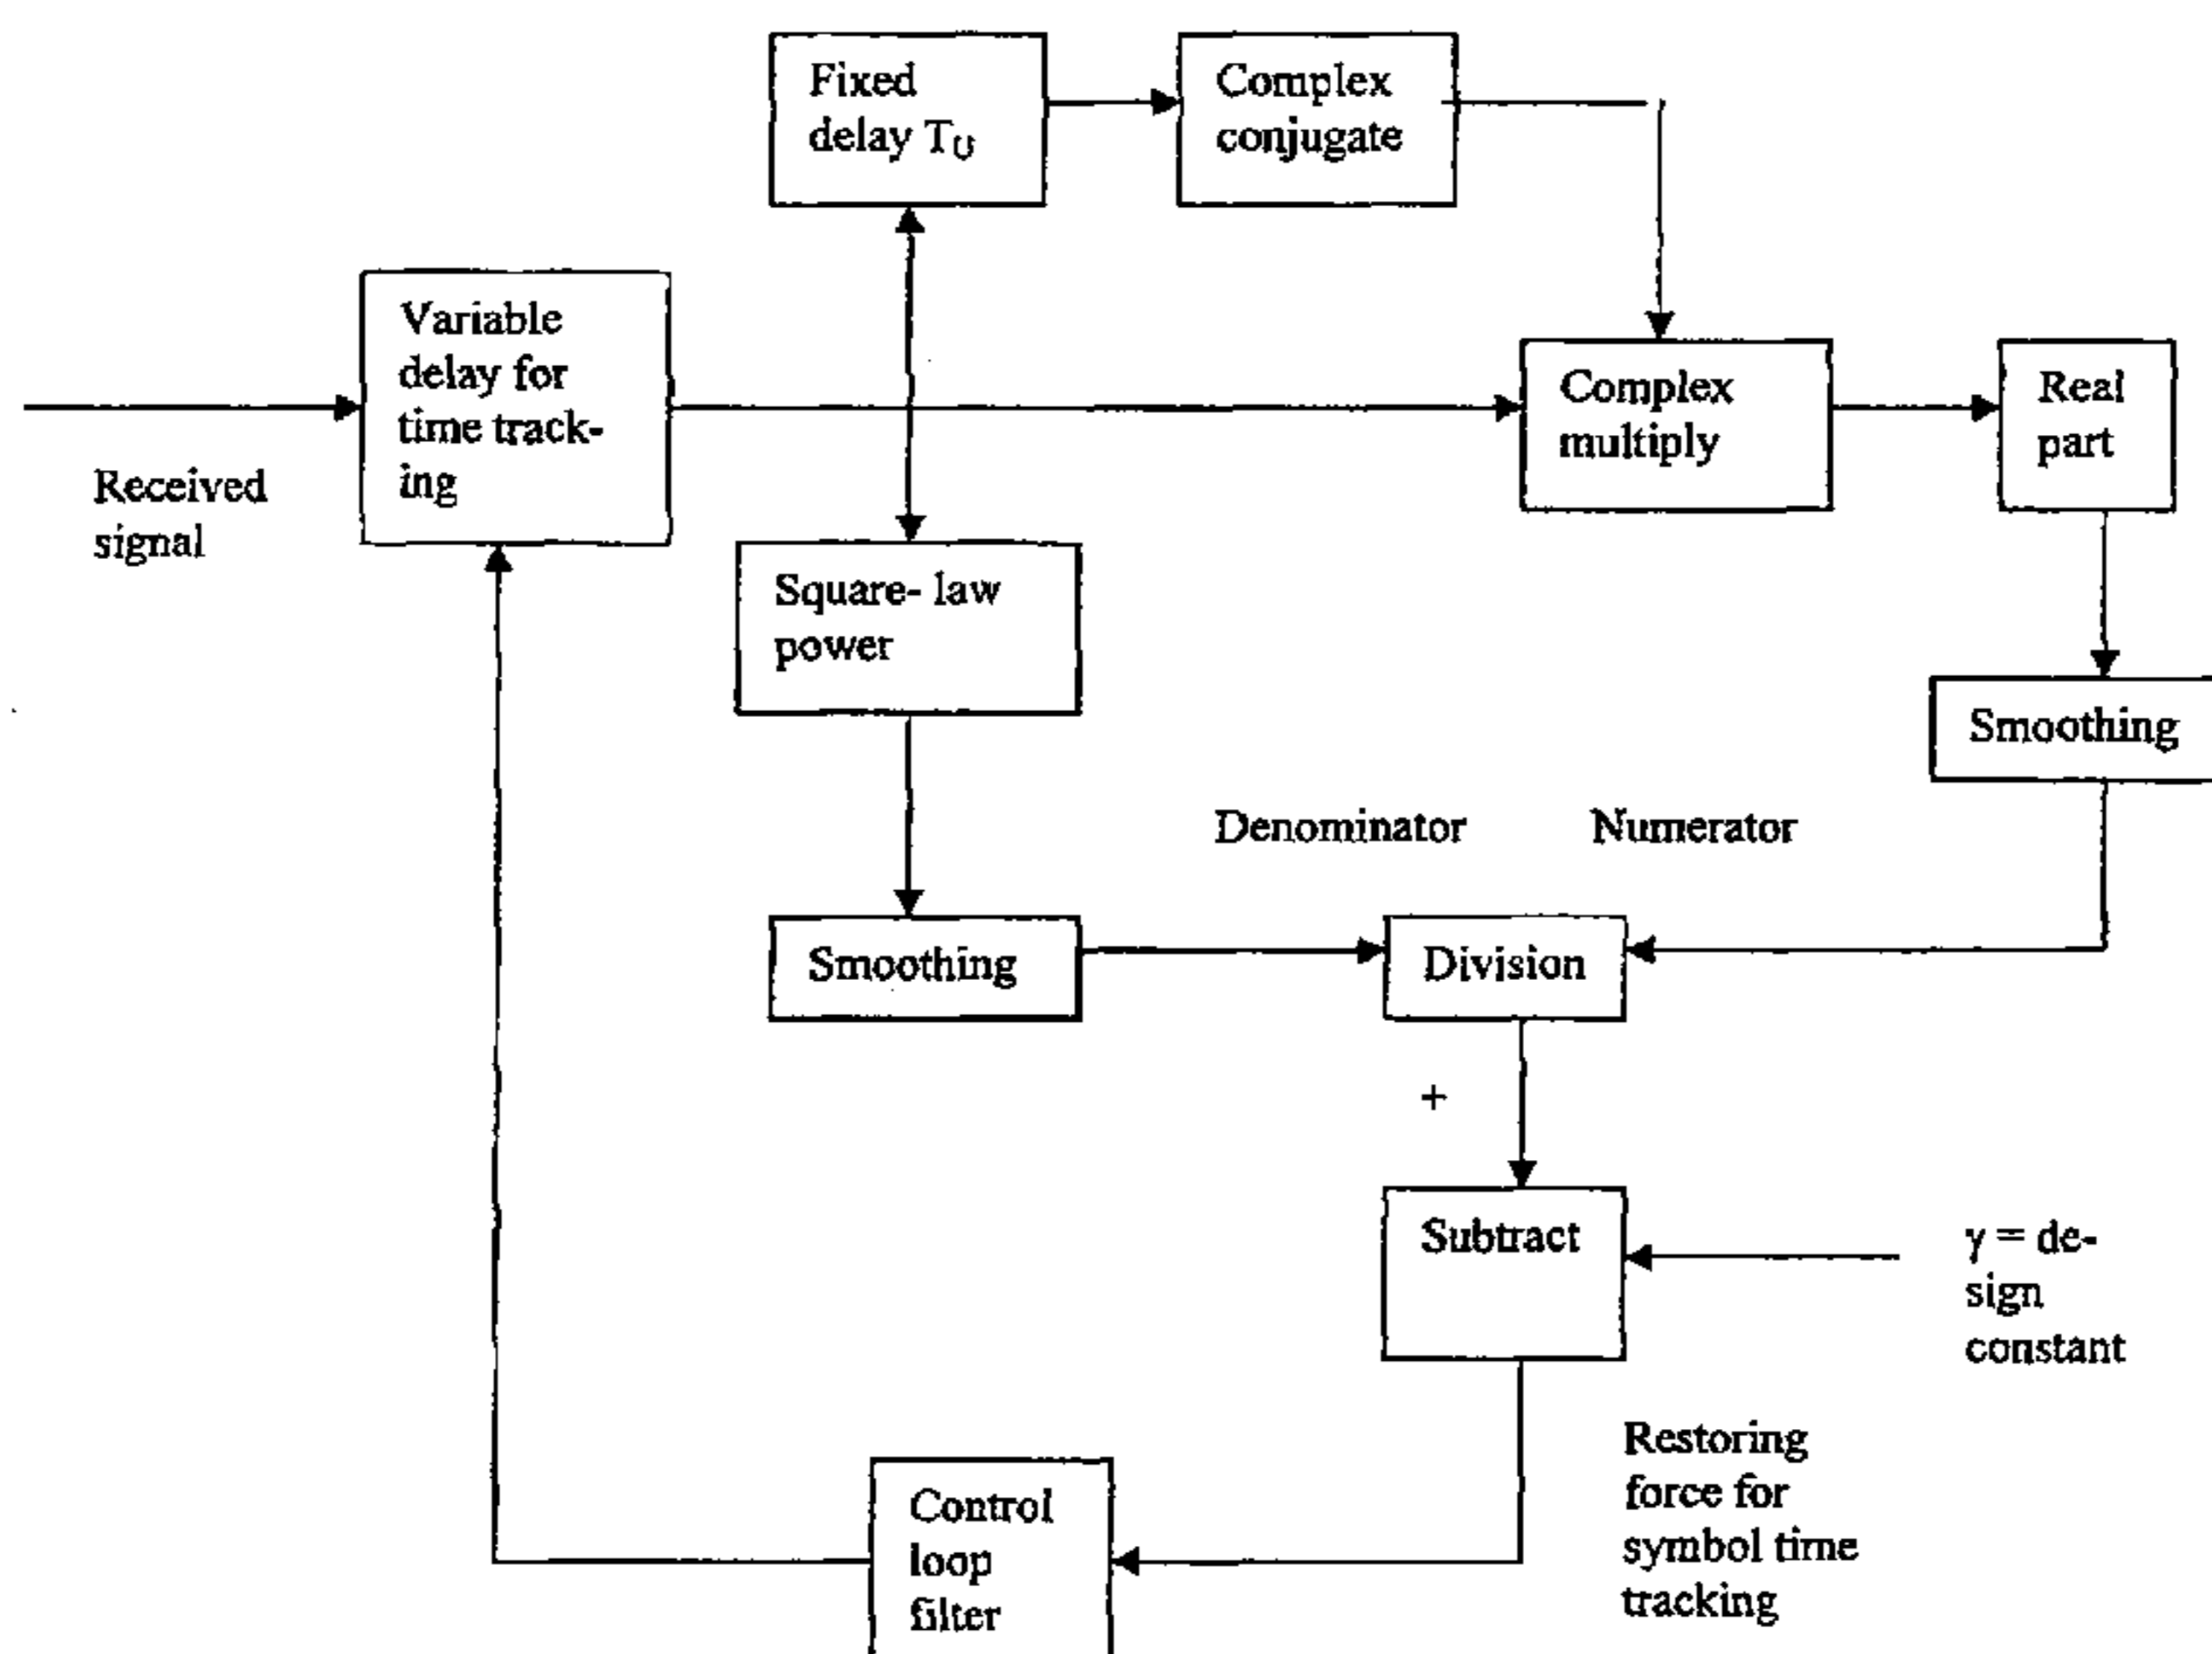 Fixed
delay TU
Complex
conjugate
Variable
delay for
time track-
ing
Received
signal
Complex
multiply
Real
part
Square- law
power
Smoothing
Denominator
Numerator
Smoothing
Division
+
Subtract
γ = de-
sign
constant
Restoring
force for
symbol time
tracking
Control
loop
filter